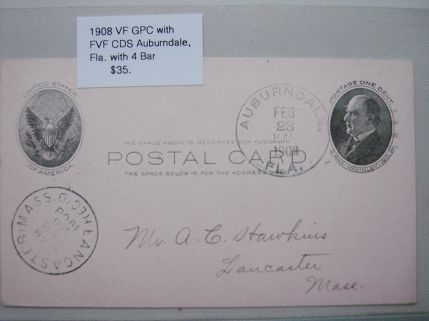 1908 VF GPC with
FVF CDS Auburndale,
Fla. with 4 Bar
$35.
UNITED STATES
OF AMERICA
AUBURNDALE,
FEB
23
1908
FLA.
POSTAGE ONE CENT
THE SPACE ABOVE IS RESERVED FOR POSTMARK
POSTAL CARD
THE SPACE BELOW IS FOR THE ADDRESS ONLY
LANCASTER, MASS.
REC'D
1908
Mr. A. C. Hawkins
Lancaster
Mass.